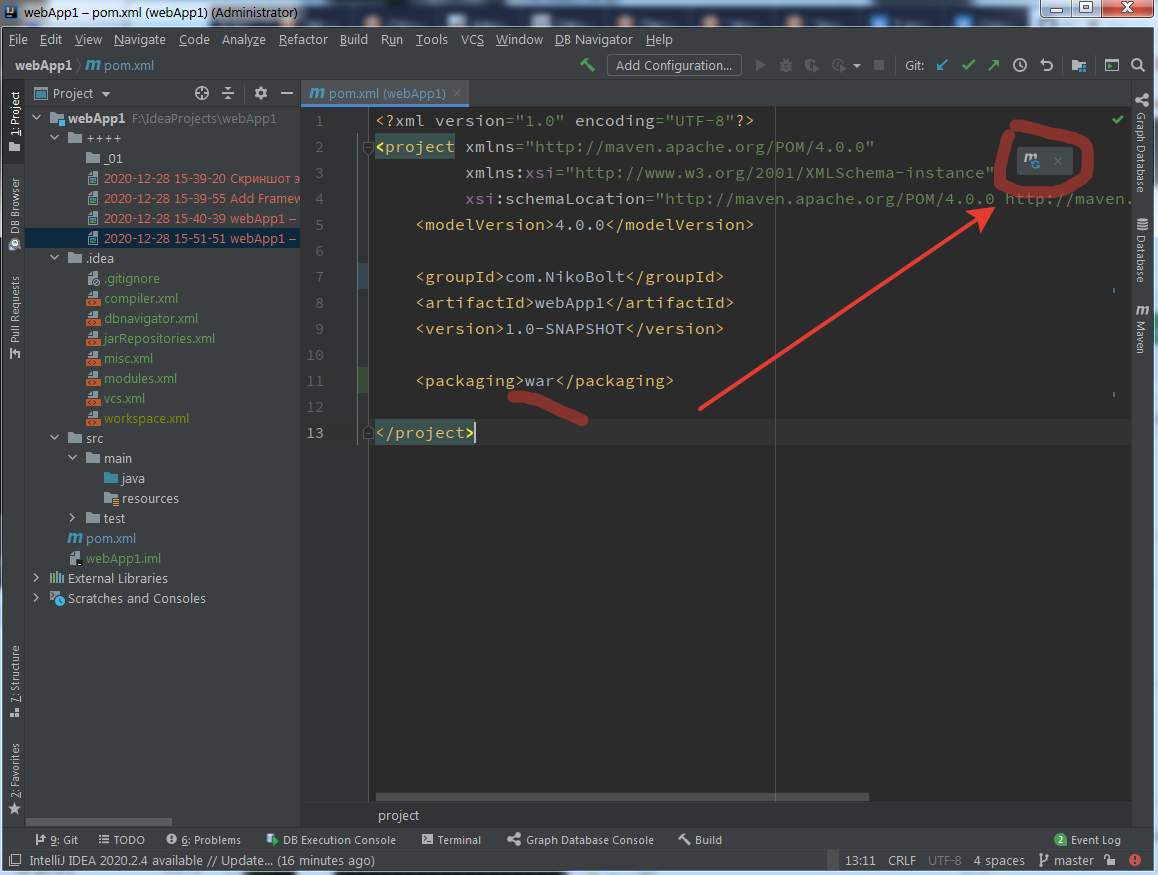 webApp1 – pom.xml (webApp1) (Administrator)
File Edit View Navigate Code Analyze Refactor Build Run Tools VCS Window DB Navigator Help
webApp1 pom.xml Add Configuration... Git:
Project
pom.xml (webApp1)
1: Project
DB Browser
Pull Requests
7: Structure
2: Favorites
webApp1 F:\IdeaProjects\webApp1
++++
_01
2020-12-28 15-39-20 Скриншот э
2020-12-28 15-39-55 Add Framew
2020-12-28 15-40-39 webApp1 –
2020-12-28 15-51-51 webApp1 –
.idea
.gitignore
compiler.xml
dbnavigator.xml
jarRepositories.xml
misc.xml
modules.xml
vcs.xml
workspace.xml
src
main
java
resources
test
pom.xml
webApp1.iml
External Libraries
Scratches and Consoles
1 <?xml version="1.0" encoding="UTF-8"?>
2 <project xmlns="http://maven.apache.org/POM/4.0.0"
3 xmlns:xsi="http://www.w3.org/2001/XMLSchema-instance"
4 xsi:schemaLocation="http://maven.apache.org/POM/4.0.0 http://maven.
5 <modelVersion>4.0.0</modelVersion>
6
7 <groupId>com.NikoBolt</groupId>
8 <artifactId>webApp1</artifactId>
9 <version>1.0-SNAPSHOT</version>
10
11 <packaging>war</packaging>
12
13 </project>
Graph Database
Database
Maven
project
9: Git TODO 6: Problems DB Execution Console Terminal Graph Database Console Build 2 Event Log
IntelliJ IDEA 2020.2.4 available // Update... (16 minutes ago) 13:11 CRLF UTF-8 4 spaces master